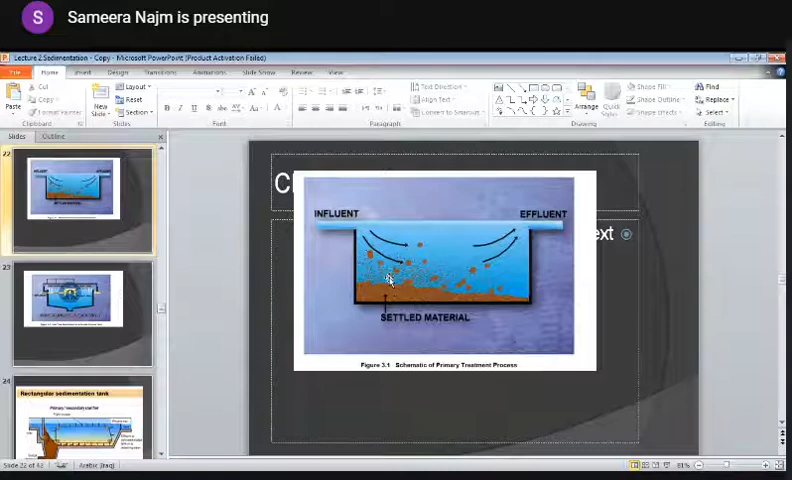 S
Sameera Najm is presenting
Lecture 2 Sedimentation - Copy - Microsoft PowerPoint (Product Activation Failed)
File Home Insert Design Transitions Animations Slide Show Review View
Paste
Cut
Copy
Format Painter
Clipboard
New Slide
Layout
Reset
Section
Slides
Font
Paragraph
Text Direction
Align Text
Convert to SmartArt
Arrange
Quick Styles
Shape Fill
Shape Outline
Shape Effects
Drawing
Find
Replace
Select
Editing
Slides Outline
22
23
24
Rectangular sedimentation tank
C
ext
INFLUENT EFFLUENT
SETTLED MATERIAL
Figure 3.1 Schematic of Primary Treatment Process
Slide 22 of 42 Arabic (Iraq) 81%